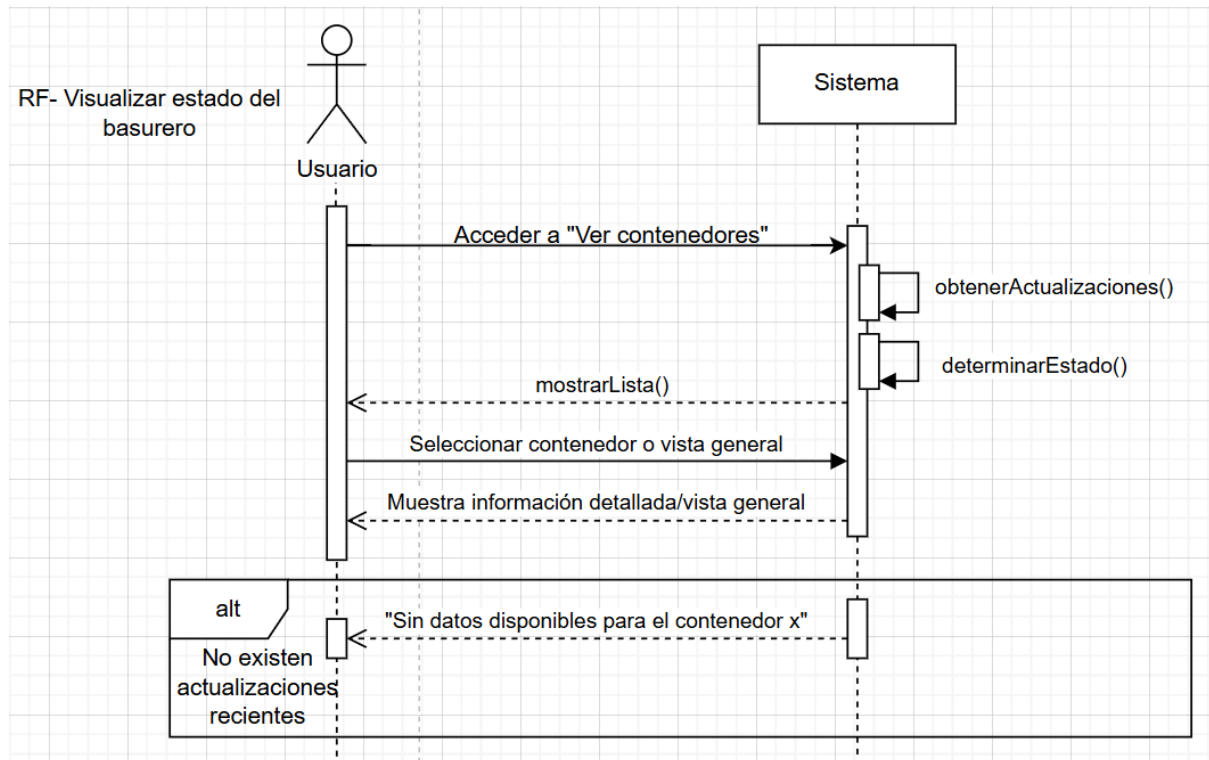 RF- Visualizar estado del
basurero
Usuario
Sistema
Acceder a "Ver contenedores"
obtenerActualizaciones()
determinarEstado()
mostrarLista()
Seleccionar contenedor o vista general
Muestra información detallada/vista general
alt
"Sin datos disponibles para el contenedor x"
No existen
actualizaciones
recientes